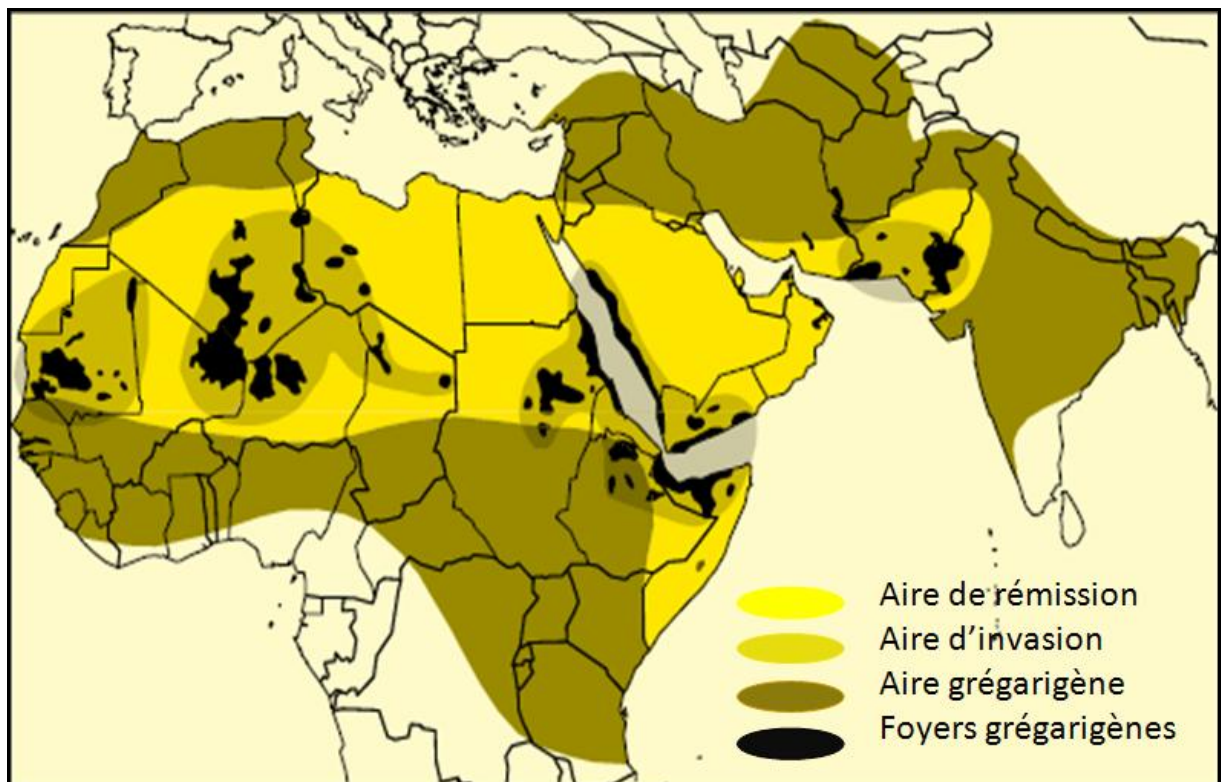 Aire de rémission
Aire d'invasion
Aire grégarigène
Foyers grégarigènes